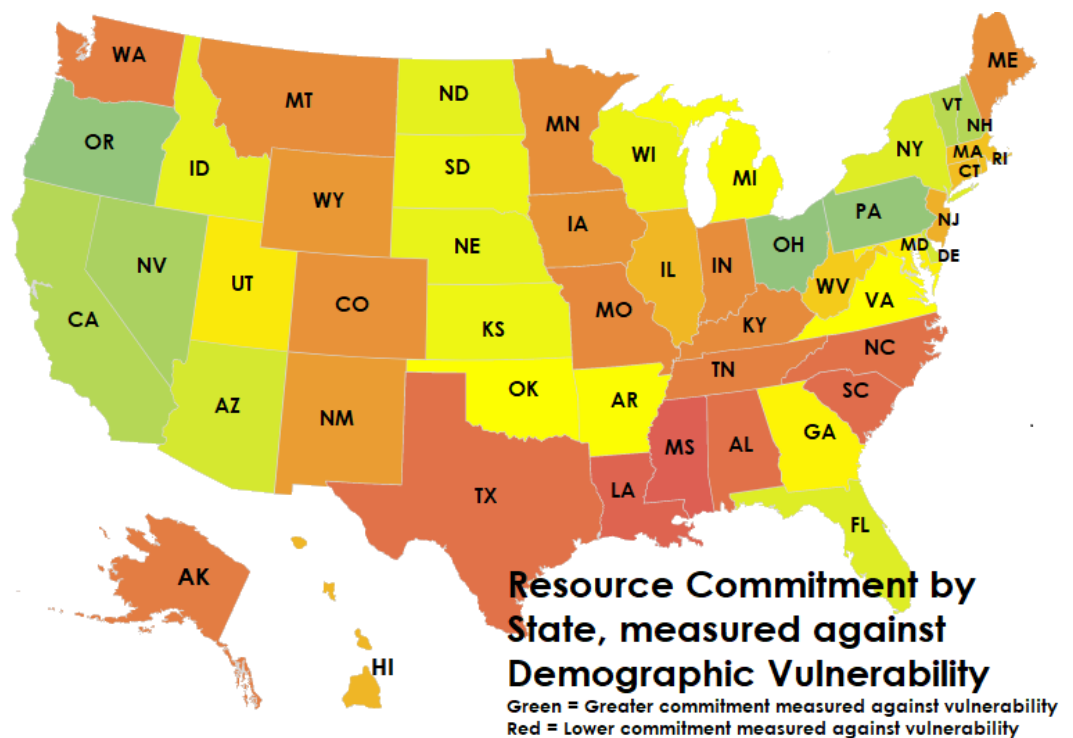 WA
MT
ND
MN
ME
VT
NH
OR
ID
SD
WI
MI
NY
MA
RI
CT
WY
IA
NE
PA
NJ
OH
MD
DE
NV
UT
CO
IL
IN
WV
VA
CA
KS
MO
KY
NC
TN
AZ
NM
OK
AR
SC
GA
MS
AL
TX
LA
FL
AK
HI
Resource Commitment by
State, measured against
Demographic Vulnerability
Green = Greater commitment measured against vulnerability
Red = Lower commitment measured against vulnerability